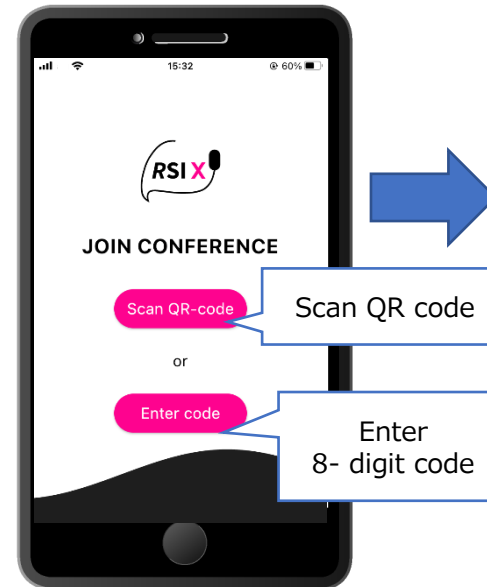 15:32
60%
RSI X
JOIN CONFERENCE
Scan QR-code
Scan QR code
or
Enter code
Enter
8- digit code